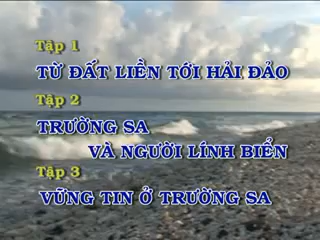 Tập 1
TỪ ĐẤT LIỀN TỚI HẢI ĐẢO
Tập 2
TRƯỜNG SA
VÀ NGƯỜI LÍNH BIỂN
Tập 3
VỮNG TIN Ở TRƯỜNG SA